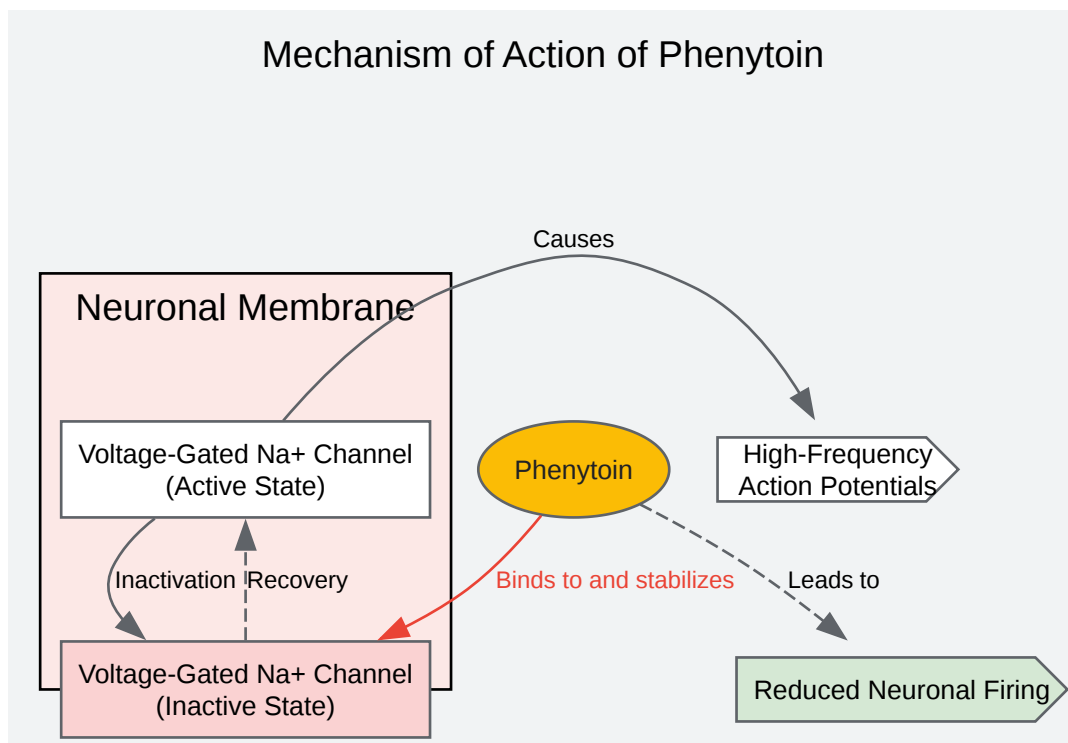 Mechanism of Action of Phenytoin
Causes
Neuronal Membrane
Voltage-Gated Na+ Channel
(Active State)
Phenytoin
High-Frequency
Action Potentials
Inactivation
Recovery
Binds to and stabilizes
Leads to
Voltage-Gated Na+ Channel
(Inactive State)
Reduced Neuronal Firing